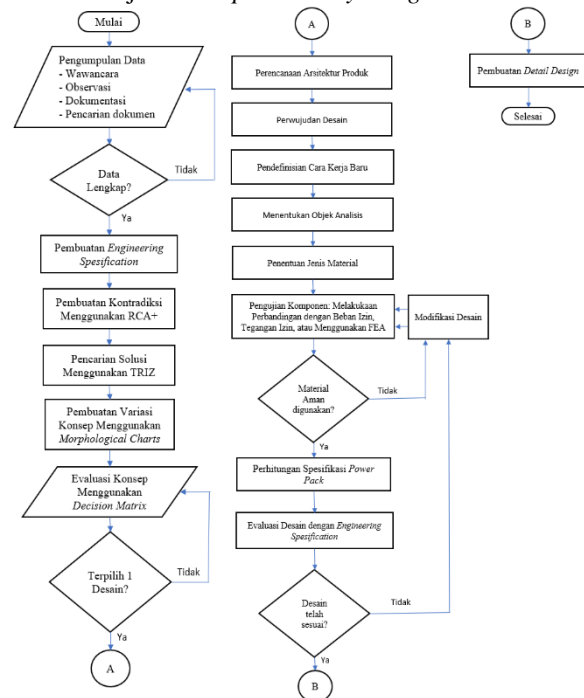 Mulai
Pengumpulan Data
- Wawancara
- Observasi
- Dokumentasi
- Pencarian dokumen
Data
Lengkap?
Tidak
Ya
Pembuatan Engineering
Spesification
Pembuatan Kontradiksi
Menggunakan RCA+
Pencarian Solusi
Menggunakan TRIZ
Pembuatan Variasi
Konsep Menggunakan
Morphological Charts
Evaluasi Konsep
Menggunakan
Decision Matrix
Terpilih 1
Desain?
Tidak
Ya
A
A
Perencanaan Arsitektur Produk
Perwujudan Desain
Pendefinisian Cara Kerja Baru
Menentukan Objek Analisis
Penentuan Jenis Material
Pengujian Komponen: Melakukaan
Perbandingan dengan Beban Izin,
Tegangan Izin, atau Menggunakan FEA
Modifikasi Desain
Material
Aman
digunakan?
Tidak
Ya
Perhitungan Spesifikasi Power
Pack
Evaluasi Desain dengan Engineering
Spesification
Desain
telah
sesuai?
Tidak
Ya
B
B
Pembuatan Detail Design
Selesai